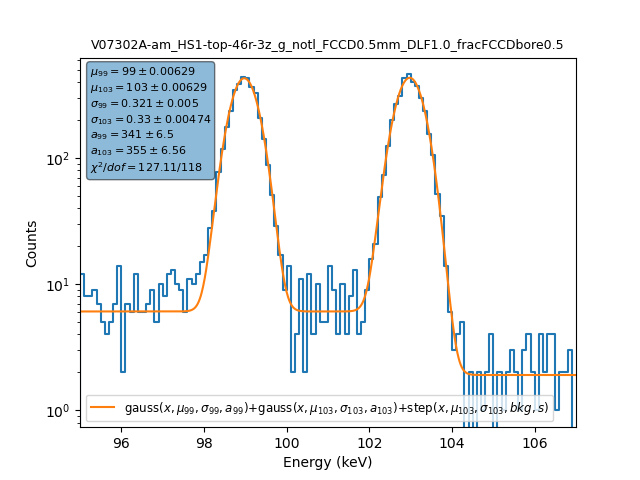 V07302A-am_HS1-top-46r-3z_g_notl_FCCD0.5mm_DLF1.0_fracFCCDbore0.5
μ₉₉ = 99 ± 0.00629
μ₁₀₃ = 103 ± 0.00629
σ₉₉ = 0.321 ± 0.005
σ₁₀₃ = 0.33 ± 0.00474
a₉₉ = 341 ± 6.5
a₁₀₃ = 355 ± 6.56
χ²/dof = 127.11/118
10²
10¹
10⁰
Counts
gauss(x, μ₉₉, σ₉₉, a₉₉)+gauss(x, μ₁₀₃, σ₁₀₃, a₁₀₃)+step(x, μ₁₀₃, σ₁₀₃, bkg, s)
96 98 100 102 104 106
Energy (keV)